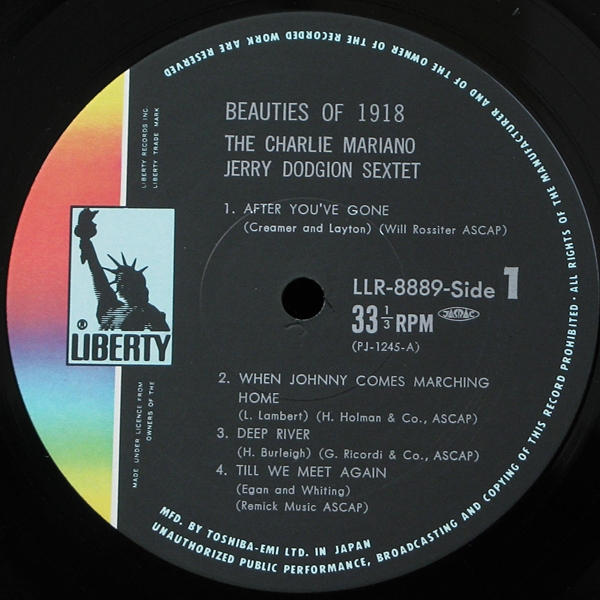 BEAUTIES OF 1918
THE CHARLIE MARIANO
JERRY DODGION SEXTET
1. AFTER YOU'VE GONE
(Creamer and Layton) (Will Rossiter ASCAP)
LLR-8889-Side 1
33 1/3 RPM
JASRAC
(PJ-1245-A)
2. WHEN JOHNNY COMES MARCHING
HOME
(L. Lambert) (H. Holman & Co., ASCAP)
3. DEEP RIVER
(H. Burleigh) (G. Ricordi & Co., ASCAP)
4. TILL WE MEET AGAIN
(Egan and Whiting)
(Remick Music ASCAP)
LIBERTY RECORDS INC.
LIBERTY TRADE MARK
®
LIBERTY
MADE UNDER LICENCE FROM
OWNERS OF THE
MFD. BY TOSHIBA-EMI LTD. IN JAPAN
UNAUTHORIZED PUBLIC PERFORMANCE, BROADCASTING AND COPYING OF THIS RECORD PROHIBITED · ALL RIGHTS OF THE MANUFACTURER AND OF THE OWNER OF THE RECORDED WORK ARE RESERVED